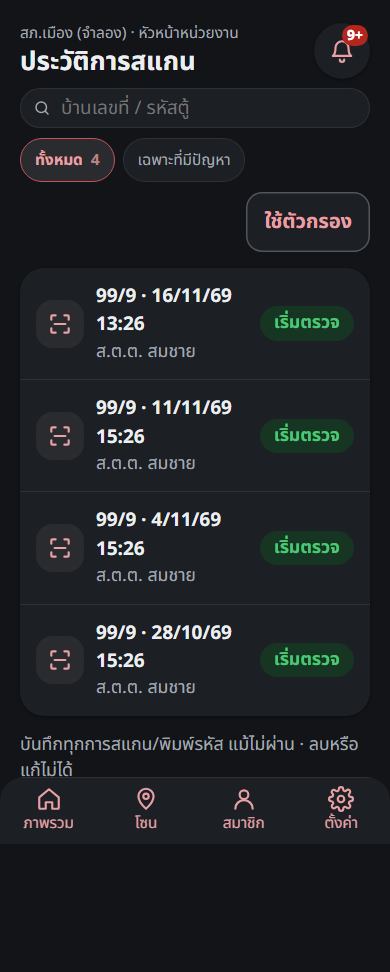 สภ.เมือง (จำลอง) · หัวหน้าหน่วยงาน
ประวัติการสแกน
9+
บ้านเลขที่ / รหัสตู้
ทั้งหมด 4
เฉพาะที่มีปัญหา
ใช้ตัวกรอง
99/9 · 16/11/69
13:26
ส.ต.ต. สมชาย
เริ่มตรวจ
99/9 · 11/11/69
15:26
ส.ต.ต. สมชาย
เริ่มตรวจ
99/9 · 4/11/69
15:26
ส.ต.ต. สมชาย
เริ่มตรวจ
99/9 · 28/10/69
15:26
ส.ต.ต. สมชาย
เริ่มตรวจ
บันทึกทุกการสแกน/พิมพ์รหัส แม้ไม่ผ่าน · ลบหรือ
แก้ไม่ได้
ภาพรวม
โซน
สมาชิก
ตั้งค่า